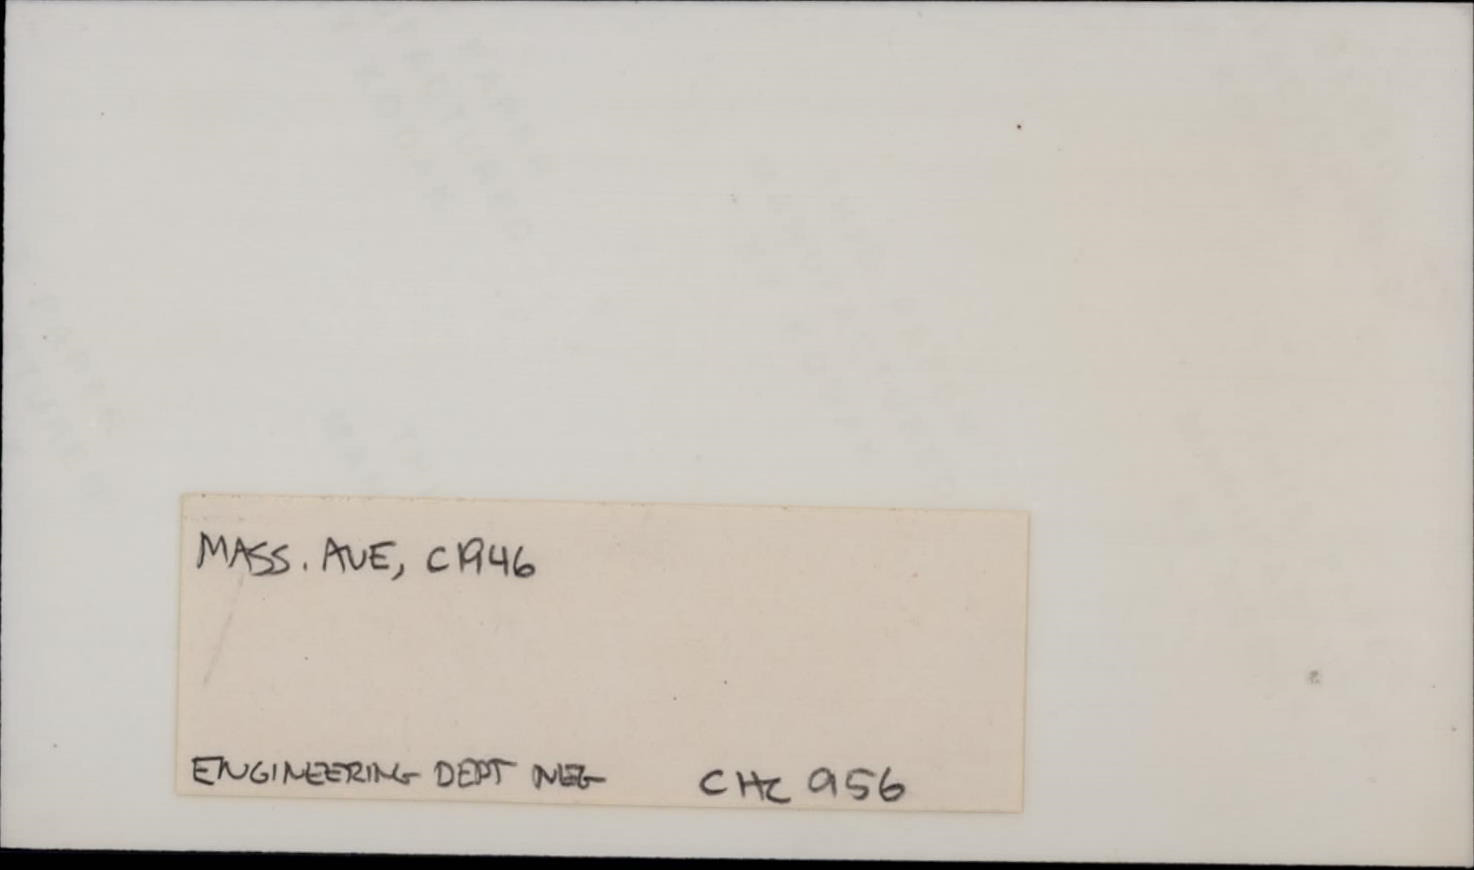 MASS. AVE, C1946
ENGINEERING DEPT NEG CHC 956